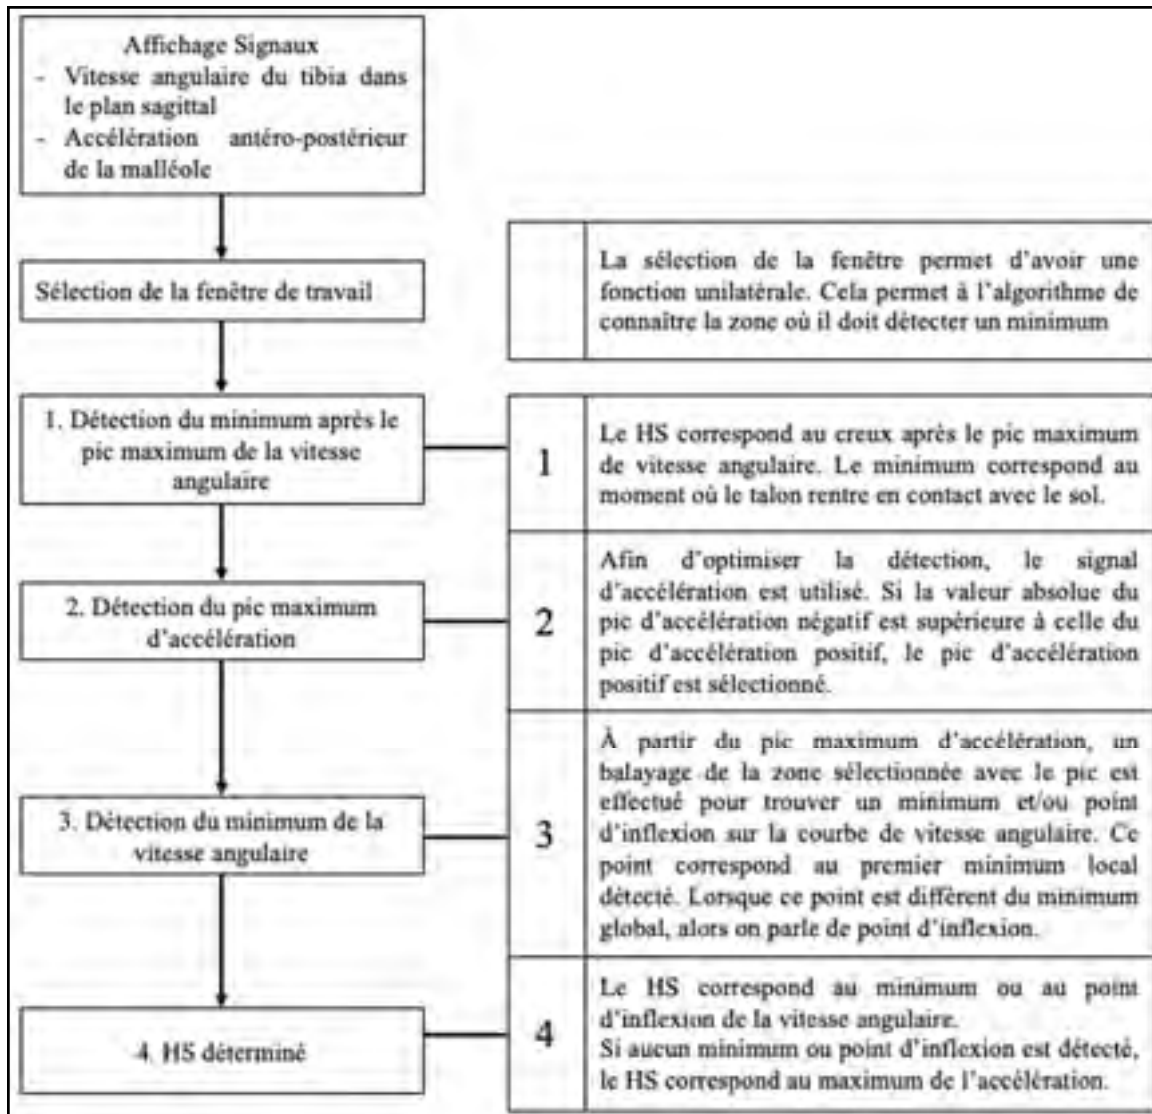 Affichage Signaux
- Vitesse angulaire du tibia dans
le plan sagittal
- Accélération antéro-postérieur
de la malléole
Sélection de la fenêtre de travail
La sélection de la fenêtre permet d'avoir une
fonction unilatérale. Cela permet à l'algorithme de
connaître la zone où il doit détecter un minimum
1. Détection du minimum après le
pic maximum de la vitesse
angulaire
1
Le HS correspond au creux après le pic maximum
de vitesse angulaire. Le minimum correspond au
moment où le talon rentre en contact avec le sol.
2. Détection du pic maximum
d'accélération
2
Afin d'optimiser la détection, le signal
d'accélération est utilisé. Si la valeur absolue du
pic d'accélération négatif est supérieure à celle du
pic d'accélération positif, le pic d'accélération
positif est sélectionné.
3. Détection du minimum de la
vitesse angulaire
3
À partir du pic maximum d'accélération, un
balayage de la zone sélectionnée avec le pic est
effectué pour trouver un minimum et/ou point
d'inflexion sur la courbe de vitesse angulaire. Ce
point correspond au premier minimum local
détecté. Lorsque ce point est différent du minimum
global, alors on parle de point d'inflexion.
4. HS déterminé
4
Le HS correspond au minimum ou au point
d'inflexion de la vitesse angulaire.
Si aucun minimum ou point d'inflexion est détecté,
le HS correspond au maximum de l'accélération.